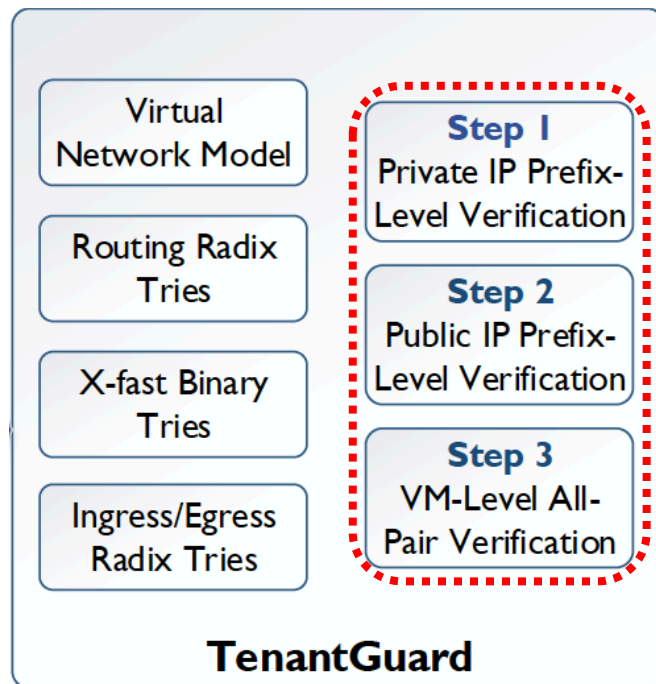 Virtual
Network Model
Routing Radix
Tries
X-fast Binary
Tries
Ingress/Egress
Radix Tries
Step 1
Private IP Prefix-
Level Verification
Step 2
Public IP Prefix-
Level Verification
Step 3
VM-Level All-
Pair Verification
TenantGuard